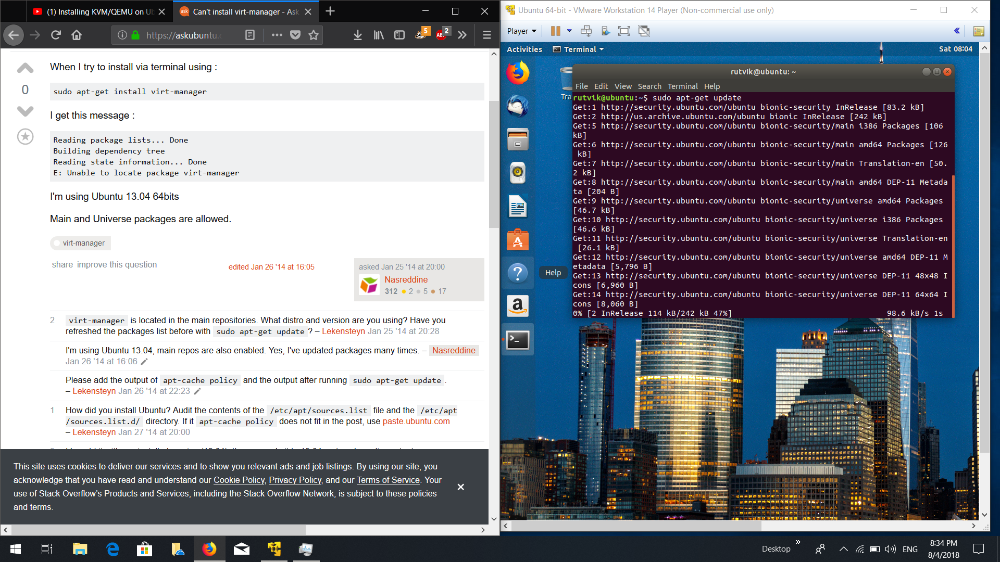 (1) Installing KVM/QEMU on Ub
Can't install virt-manager - Ask
https://askubuntu.c
5
2
When I try to install via terminal using :
0
sudo apt-get install virt-manager
I get this message :
Reading package lists... Done
Building dependency tree
Reading state information... Done
E: Unable to locate package virt-manager
I'm using Ubuntu 13.04 64bits
Main and Universe packages are allowed.
virt-manager
share improve this question
edited Jan 26 '14 at 16:05
asked Jan 25 '14 at 20:00
Nasreddine
312 2 5 17
2 virt-manager is located in the main repositories. What distro and version are you using? Have you
refreshed the packages list before with sudo apt-get update ? – Lekensteyn Jan 25 '14 at 20:28
I'm using Ubuntu 13.04, main repos are also enabled. Yes, I've updated packages many times. – Nasreddine
Jan 26 '14 at 16:06
Please add the output of apt-cache policy and the output after running sudo apt-get update .
– Lekensteyn Jan 26 '14 at 22:23
1 How did you install Ubuntu? Audit the contents of the /etc/apt/sources.list file and the /etc/apt
/sources.list.d/ directory. If it apt-cache policy does not fit in the post, use paste.ubuntu.com
– Lekensteyn Jan 27 '14 at 20:00
This site uses cookies to deliver our services and to show you relevant ads and job listings. By using our site, you
acknowledge that you have read and understand our Cookie Policy, Privacy Policy, and our Terms of Service. Your
use of Stack Overflow's Products and Services, including the Stack Overflow Network, is subject to these policies
and terms.
Ubuntu 64-bit - VMware Workstation 14 Player (Non-commercial use only)
Player
Activities
Terminal
Sat 08:04
Tra
Help
rutvik@ubuntu: ~
File Edit View Search Terminal Help
rutvik@ubuntu:~$ sudo apt-get update
Get:1 http://security.ubuntu.com/ubuntu bionic-security InRelease [83.2 kB]
Get:2 http://us.archive.ubuntu.com/ubuntu bionic InRelease [242 kB]
Get:5 http://security.ubuntu.com/ubuntu bionic-security/main i386 Packages [106
kB]
Get:6 http://security.ubuntu.com/ubuntu bionic-security/main amd64 Packages [126
kB]
Get:7 http://security.ubuntu.com/ubuntu bionic-security/main Translation-en [50.
2 kB]
Get:8 http://security.ubuntu.com/ubuntu bionic-security/main amd64 DEP-11 Metada
ta [204 B]
Get:9 http://security.ubuntu.com/ubuntu bionic-security/universe amd64 Packages
[46.7 kB]
Get:10 http://security.ubuntu.com/ubuntu bionic-security/universe i386 Packages
[46.6 kB]
Get:11 http://security.ubuntu.com/ubuntu bionic-security/universe Translation-en
[26.1 kB]
Get:12 http://security.ubuntu.com/ubuntu bionic-security/universe amd64 DEP-11 M
etadata [5,796 B]
Get:13 http://security.ubuntu.com/ubuntu bionic-security/universe DEP-11 48x48 I
cons [6,960 B]
Get:14 http://security.ubuntu.com/ubuntu bionic-security/universe DEP-11 64x64 I
cons [8,060 B]
0% [2 InRelease 114 kB/242 kB 47%] 98.6 kB/s 1s
Desktop
ENG
8:34 PM
8/4/2018